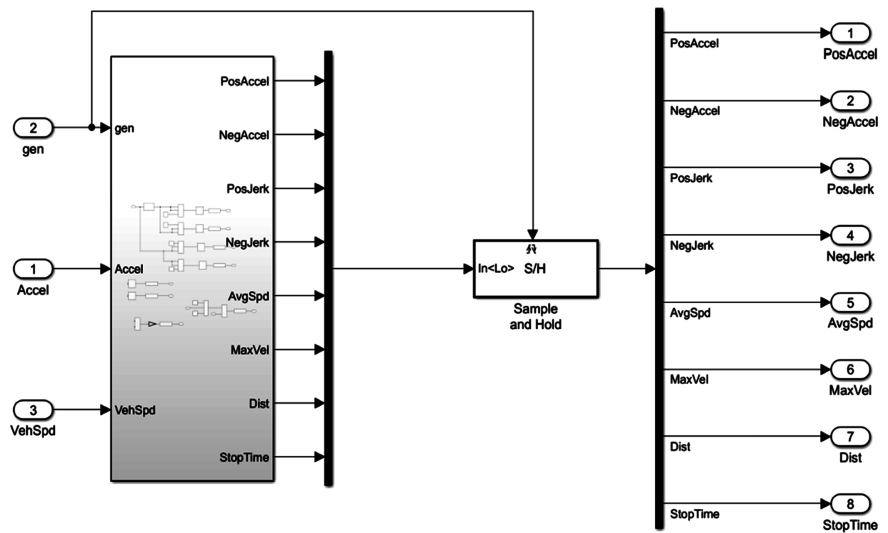 2
gen
1
Accel
3
VehSpd
gen
Accel
VehSpd
PosAccel
NegAccel
PosJerk
NegJerk
AvgSpd
MaxVel
Dist
StopTime
In<Lo>
S/H
Sample
and Hold
PosAccel
NegAccel
PosJerk
NegJerk
AvgSpd
MaxVel
Dist
StopTime
1
PosAccel
2
NegAccel
3
PosJerk
4
NegJerk
5
AvgSpd
6
MaxVel
7
Dist
8
StopTime